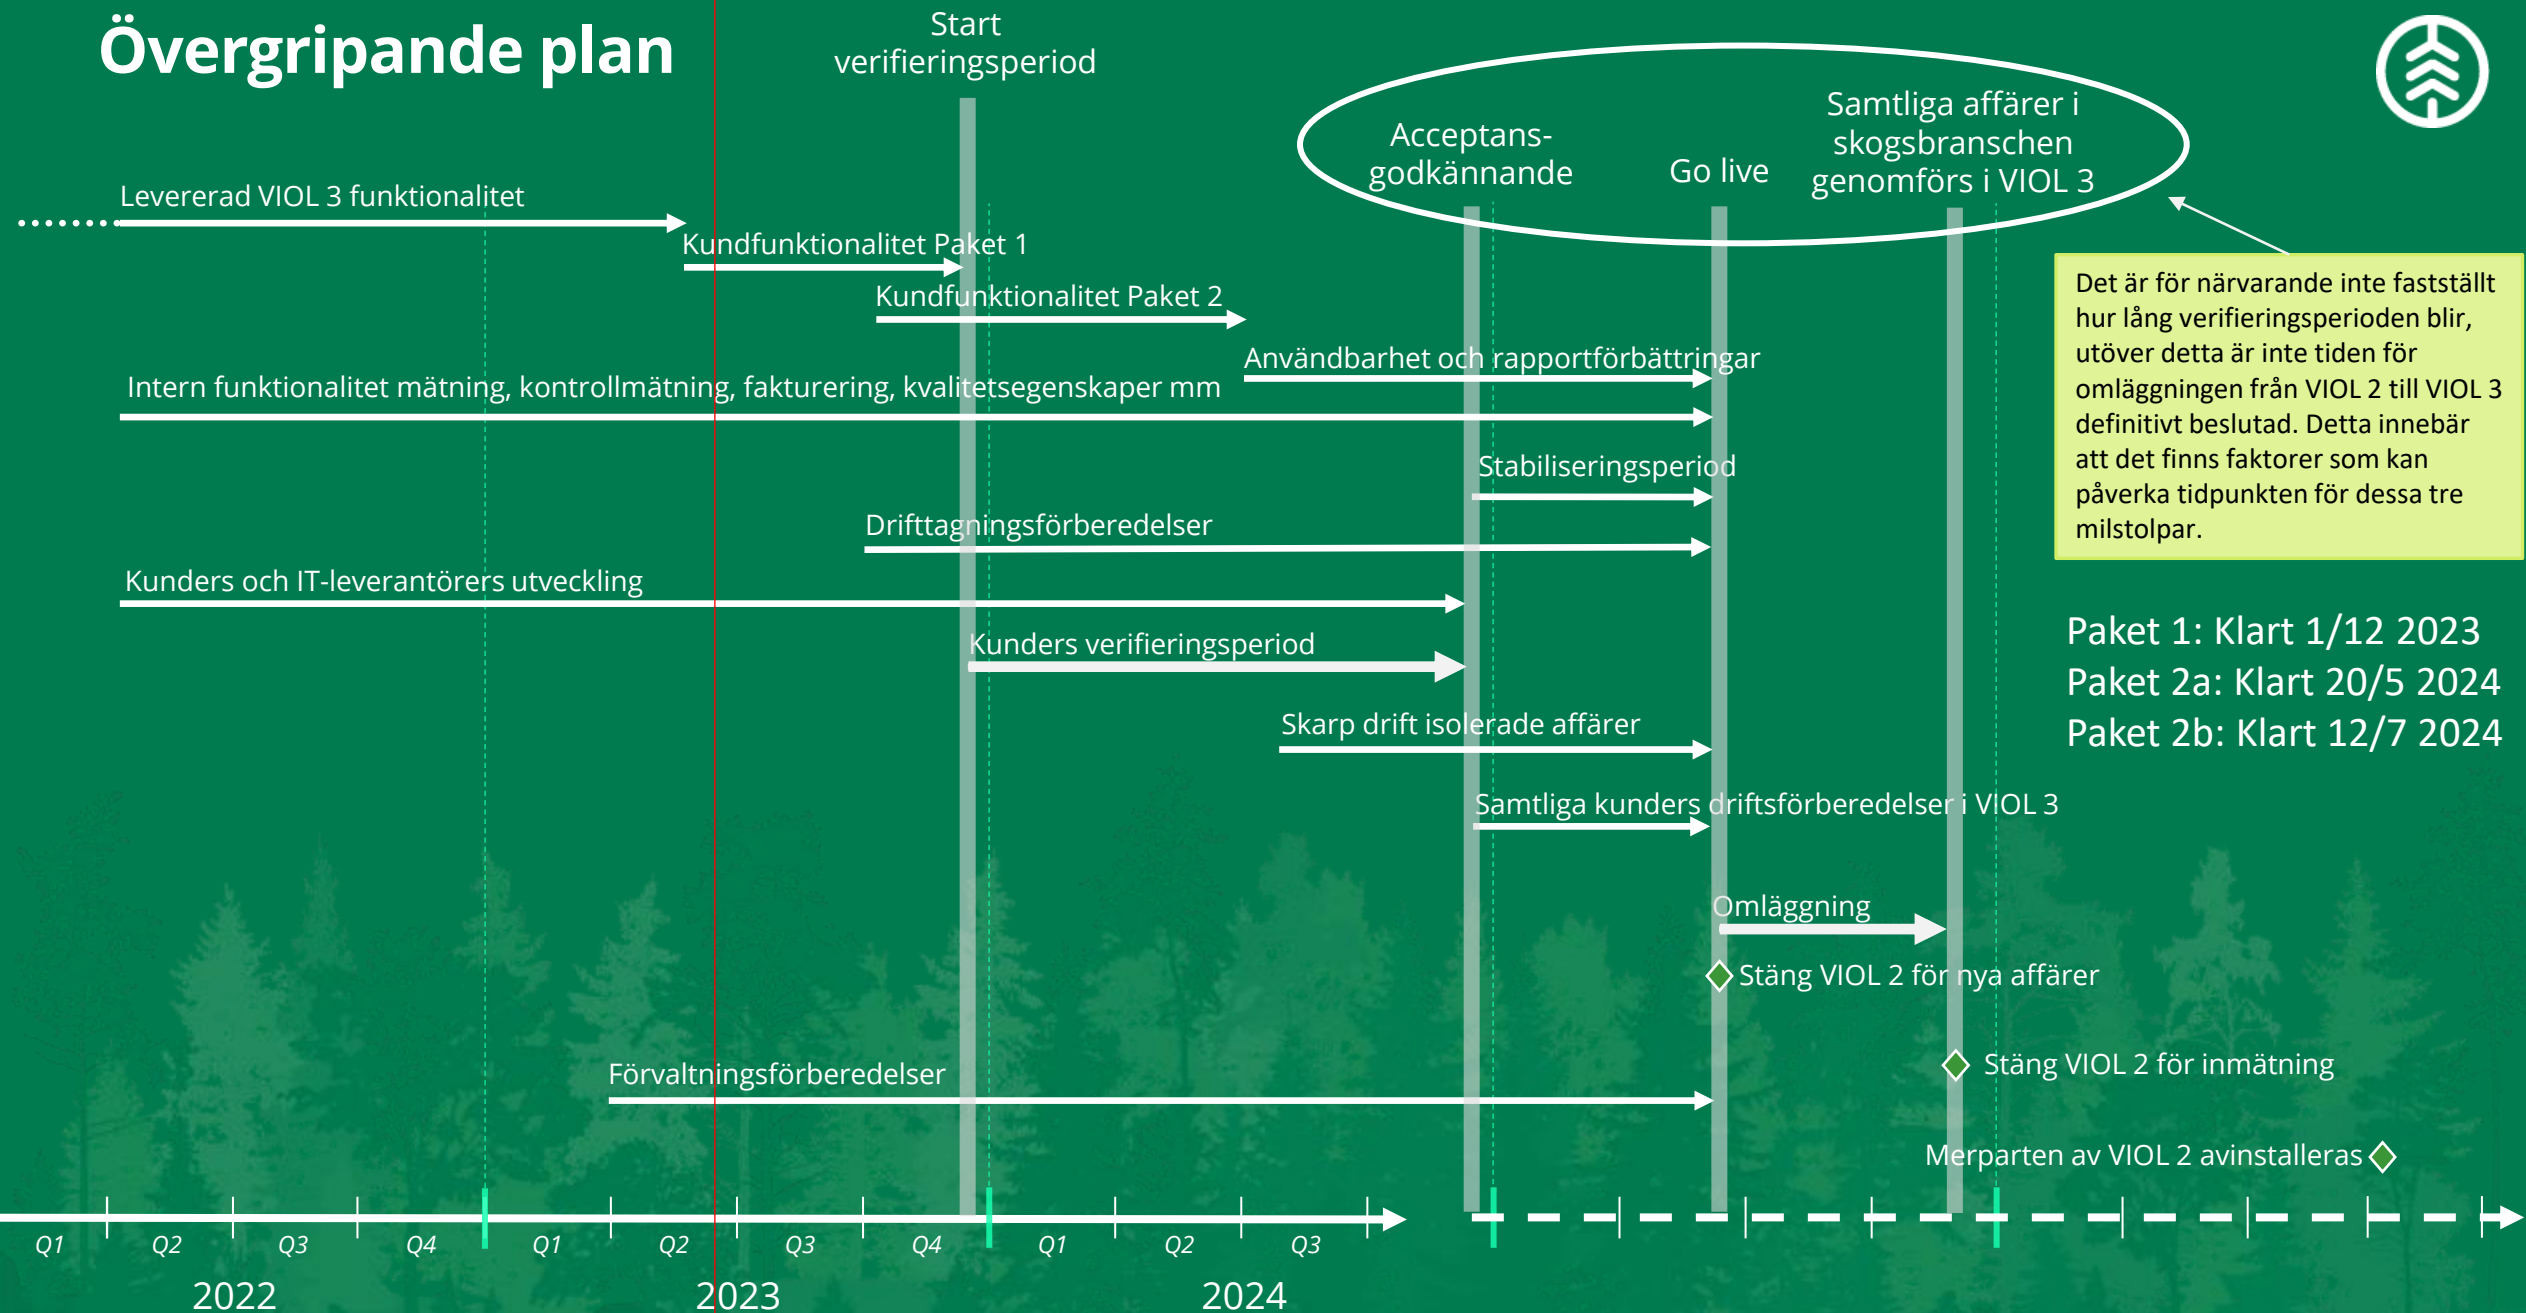 Övergripande plan
Start
verifieringsperiod
Acceptans-
godkännande
Go live
Samtliga affärer i
skogsbranschen
genomförs i VIOL 3
Levererad VIOL 3 funktionalitet
Kundfunktionalitet Paket 1
Kundfunktionalitet Paket 2
Användbarhet och rapportförbättringar
Intern funktionalitet mätning, kontrollmätning, fakturering, kvalitetsegenskaper mm
Stabiliseringsperiod
Drifttagningsförberedelser
Kunders och IT-leverantörers utveckling
Kunders verifieringsperiod
Skarp drift isolerade affärer
Samtliga kunders driftsförberedelser i VIOL 3
Omläggning
Stäng VIOL 2 för nya affärer
Stäng VIOL 2 för inmätning
Förvaltningsförberedelser
Merparten av VIOL 2 avinstalleras
Det är för närvarande inte fastställt
hur lång verifieringsperioden blir,
utöver detta är inte tiden för
omläggningen från VIOL 2 till VIOL 3
definitivt beslutad. Detta innebär
att det finns faktorer som kan
påverka tidpunkten för dessa tre
milstolpar.
Paket 1: Klart 1/12 2023
Paket 2a: Klart 20/5 2024
Paket 2b: Klart 12/7 2024
Q1 Q2 Q3 Q4 Q1 Q2 Q3 Q4 Q1 Q2 Q3
2022 2023 2024